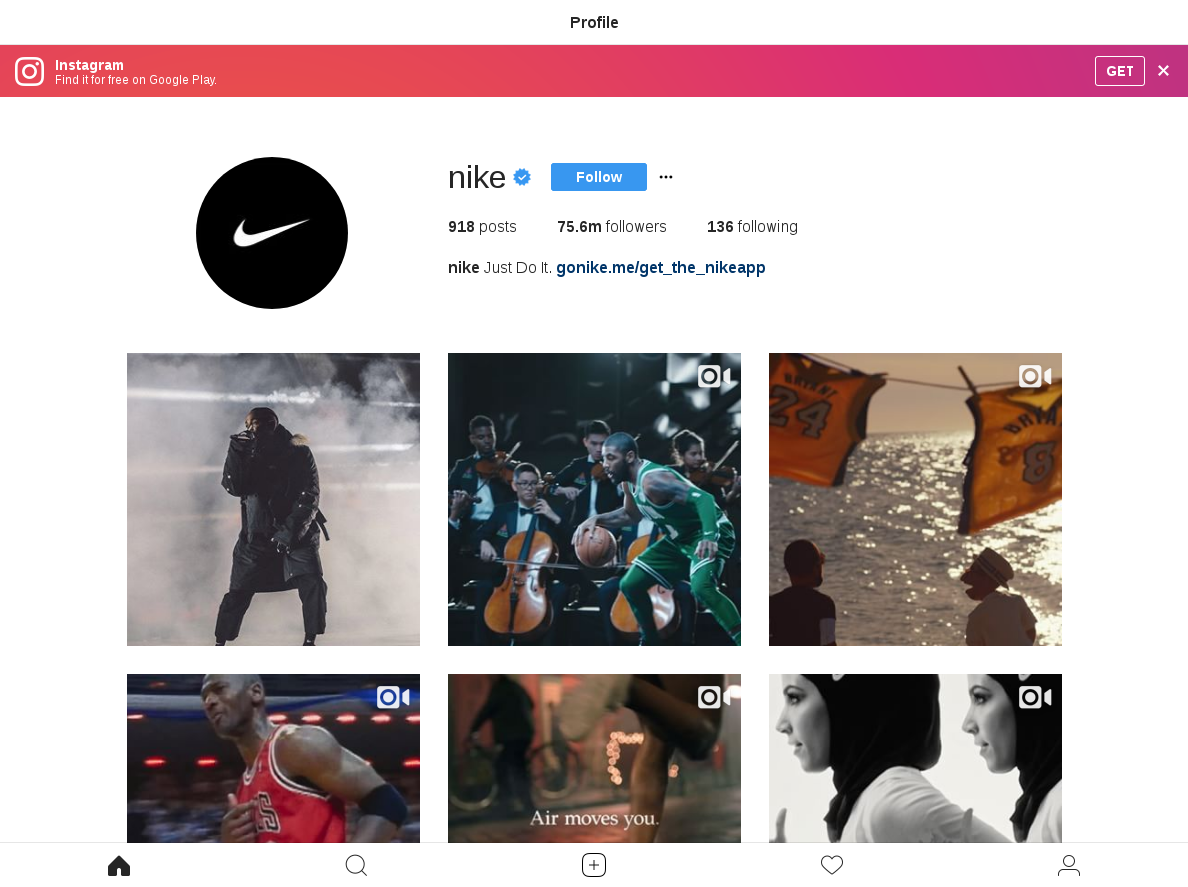 Profile
Instagram
Find it for free on Google Play.
GET
nike
Follow
918 posts 75.6m followers 136 following
nike Just Do It. gonike.me/get_the_nikeapp
BRYANT
24
8
Air moves you.